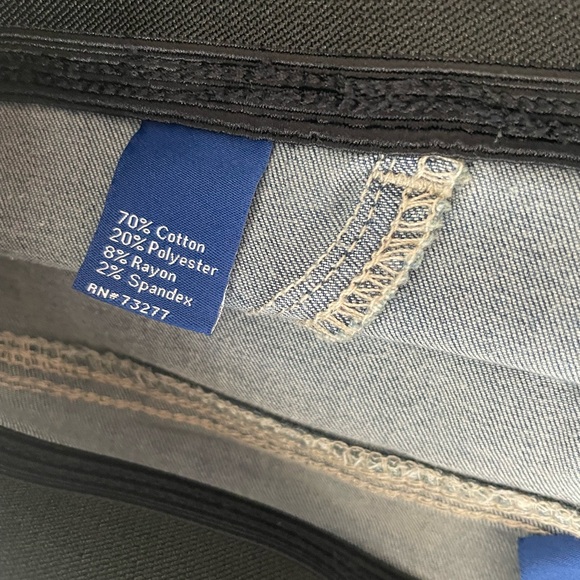 70% Cotton
20% Polyester
8% Rayon
2% Spandex
RN# 73277